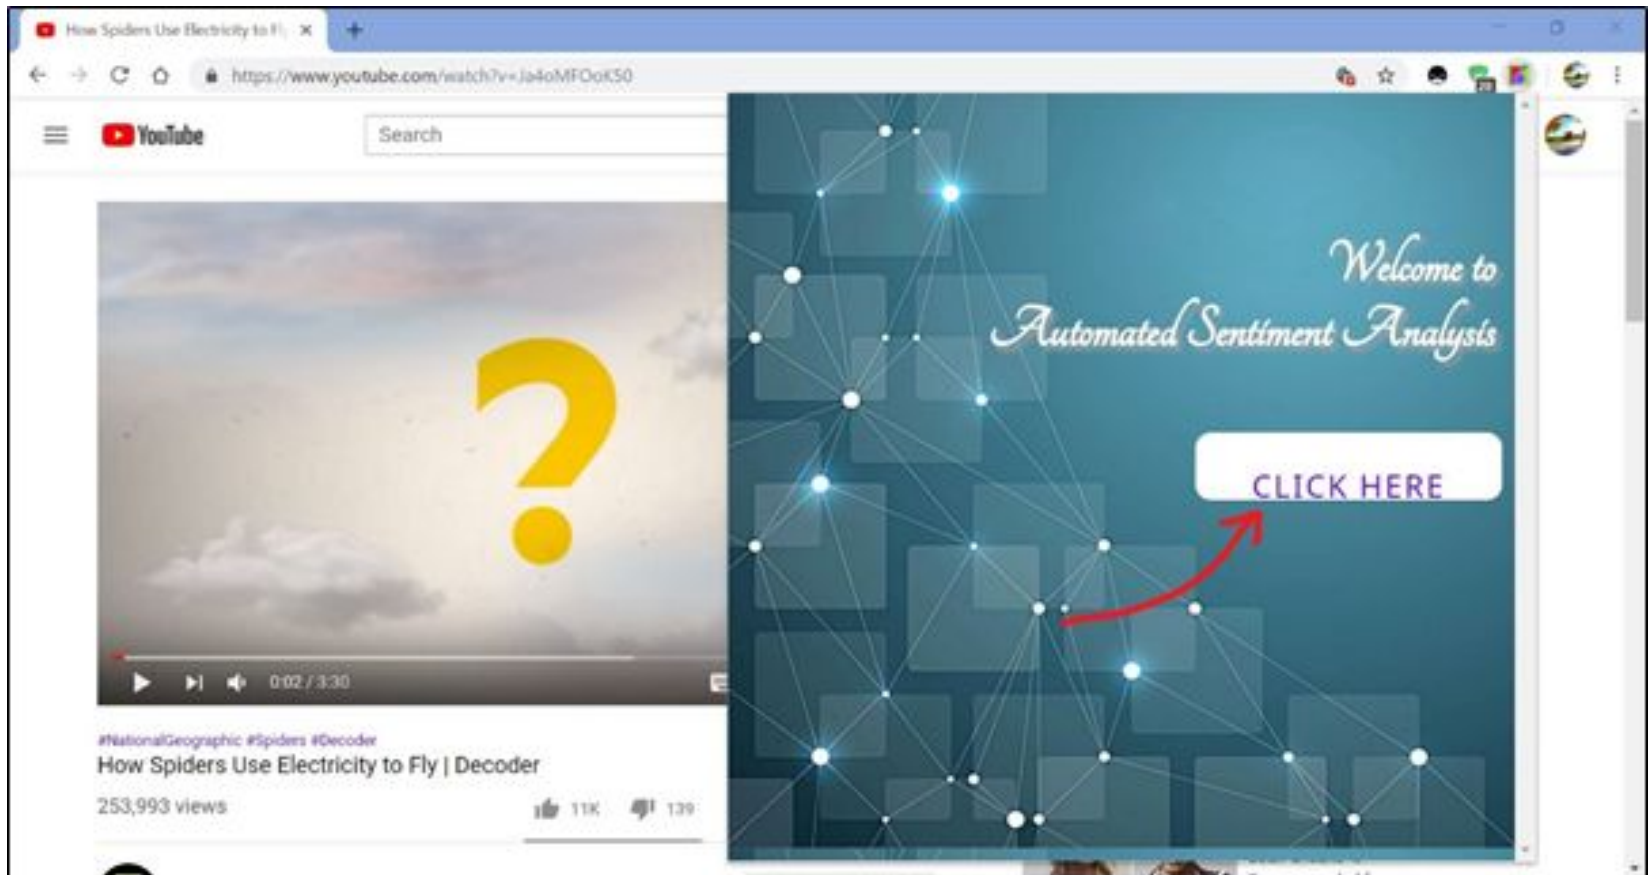 How Spiders Use Electricity to Fl
https://www.youtube.com/watch?v=Ja4oMFOoK50
YouTube
Search
Welcome to
Automated Sentiment Analysis
CLICK HERE
?
0:02 / 3:30
#NationalGeographic #Spiders #Decoder
How Spiders Use Electricity to Fly | Decoder
253,993 views
11K
139